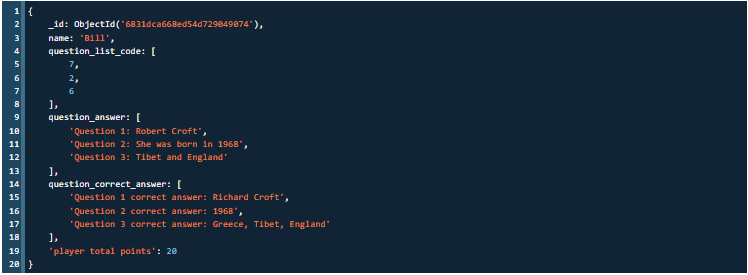 1 {
2 _id: ObjectId('6831dca668ed54d729049074'),
3 name: 'Bill',
4 question_list_code: [
5 7,
6 2,
7 6
8 ],
9 question_answer: [
10 'Question 1: Robert Croft',
11 'Question 2: She was born in 1968',
12 'Question 3: Tibet and England'
13 ],
14 question_correct_answer: [
15 'Question 1 correct answer: Richard Croft',
16 'Question 2 correct answer: 1968',
17 'Question 3 correct answer: Greece, Tibet, England'
18 ],
19 'player total points': 20
20 }